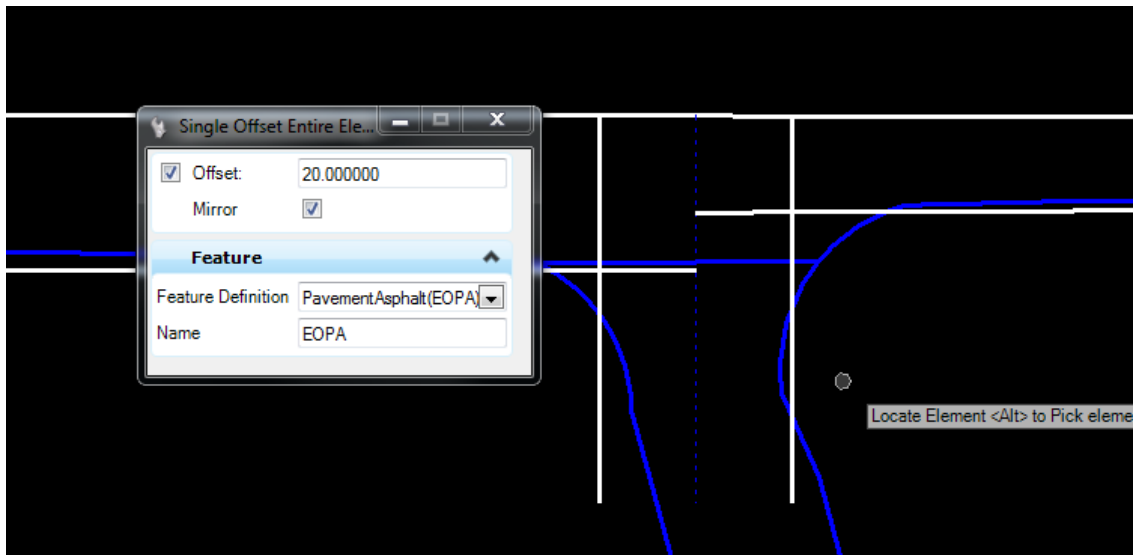 Single Offset Entire Ele...
Offset:
20.000000
Mirror
Feature
Feature Definition
PavementAsphalt(EOPA)
Name
EOPA
Locate Element <Alt> to Pick eleme